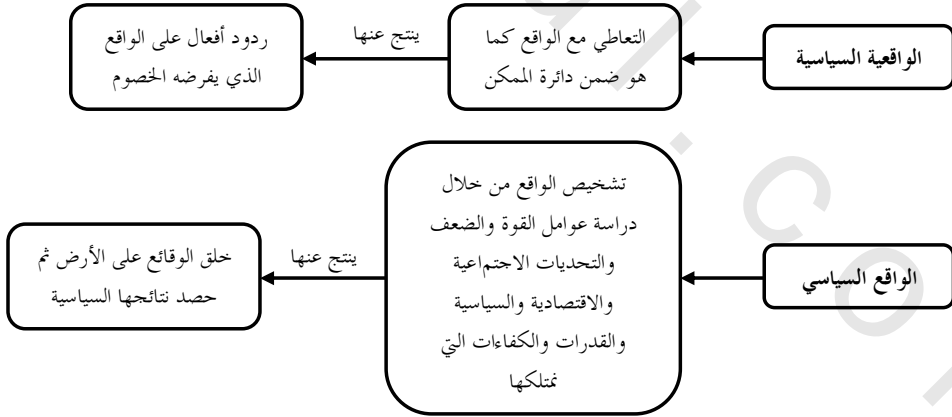 الواقعية السياسية
التعاطي مع الواقع كما
هو ضمن دائرة الممكن
ينتج عنها
ردود أفعال على الواقع
الذي يفرضه الخصوم
الواقع السياسي
تشخيص الواقع من خلال
دراسة عوامل القوة والضعف
والتحديات الاجتماعية
والاقتصادية والسياسية
والقدرات والكفاءات التي
نمتلكها
ينتج عنها
خلق الوقائع على الأرض ثم
حصد نتائجها السياسية